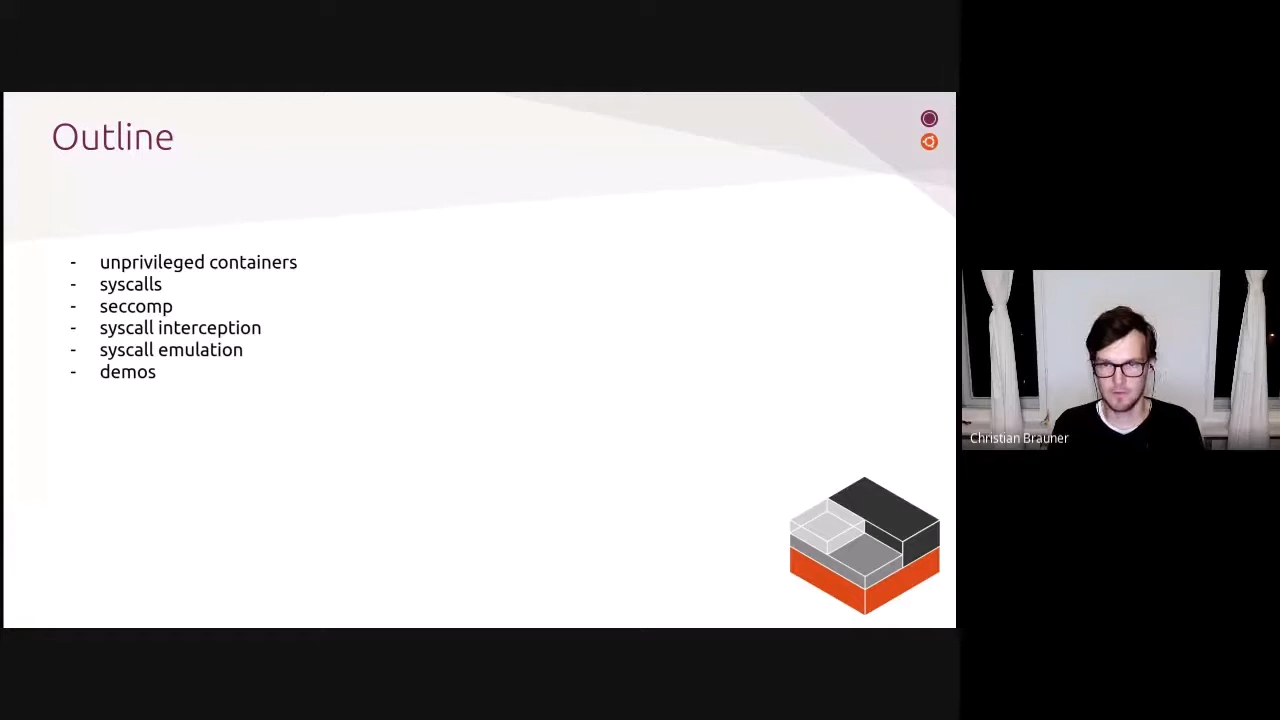 Outline
- unprivileged containers
- syscalls
- seccomp
- syscall interception
- syscall emulation
- demos
Christian Brauner